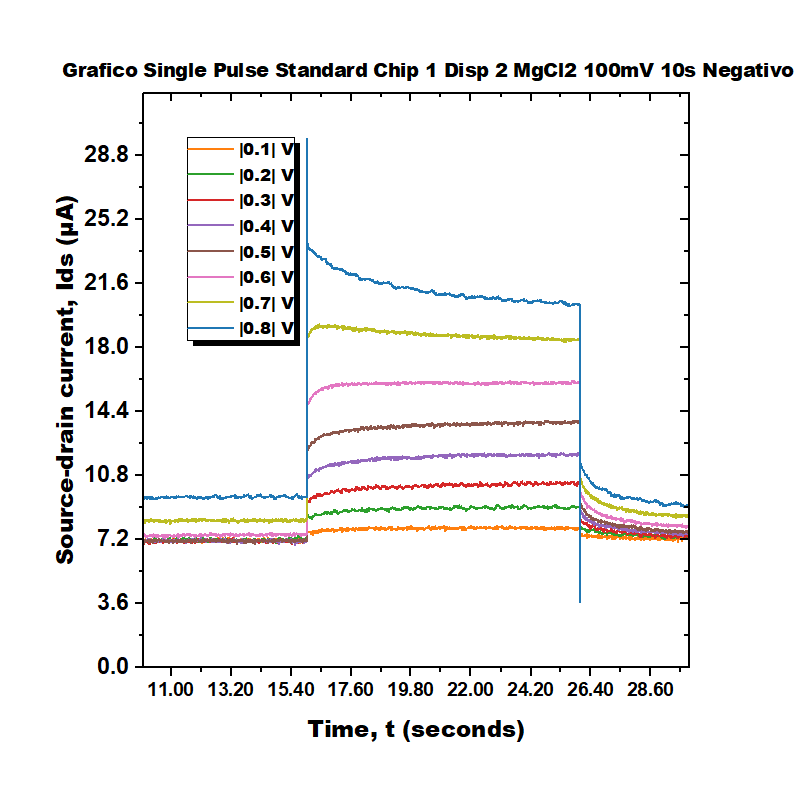 Grafico Single Pulse Standard Chip 1 Disp 2 MgCl2 100mV 10s Negativo
|0.1| V
|0.2| V
|0.3| V
|0.4| V
|0.5| V
|0.6| V
|0.7| V
|0.8| V
28.8
25.2
21.6
18.0
14.4
10.8
7.2
3.6
0.0
Source-drain current, Ids (µA)
11.00 13.20 15.40 17.60 19.80 22.00 24.20 26.40 28.60
Time, t (seconds)